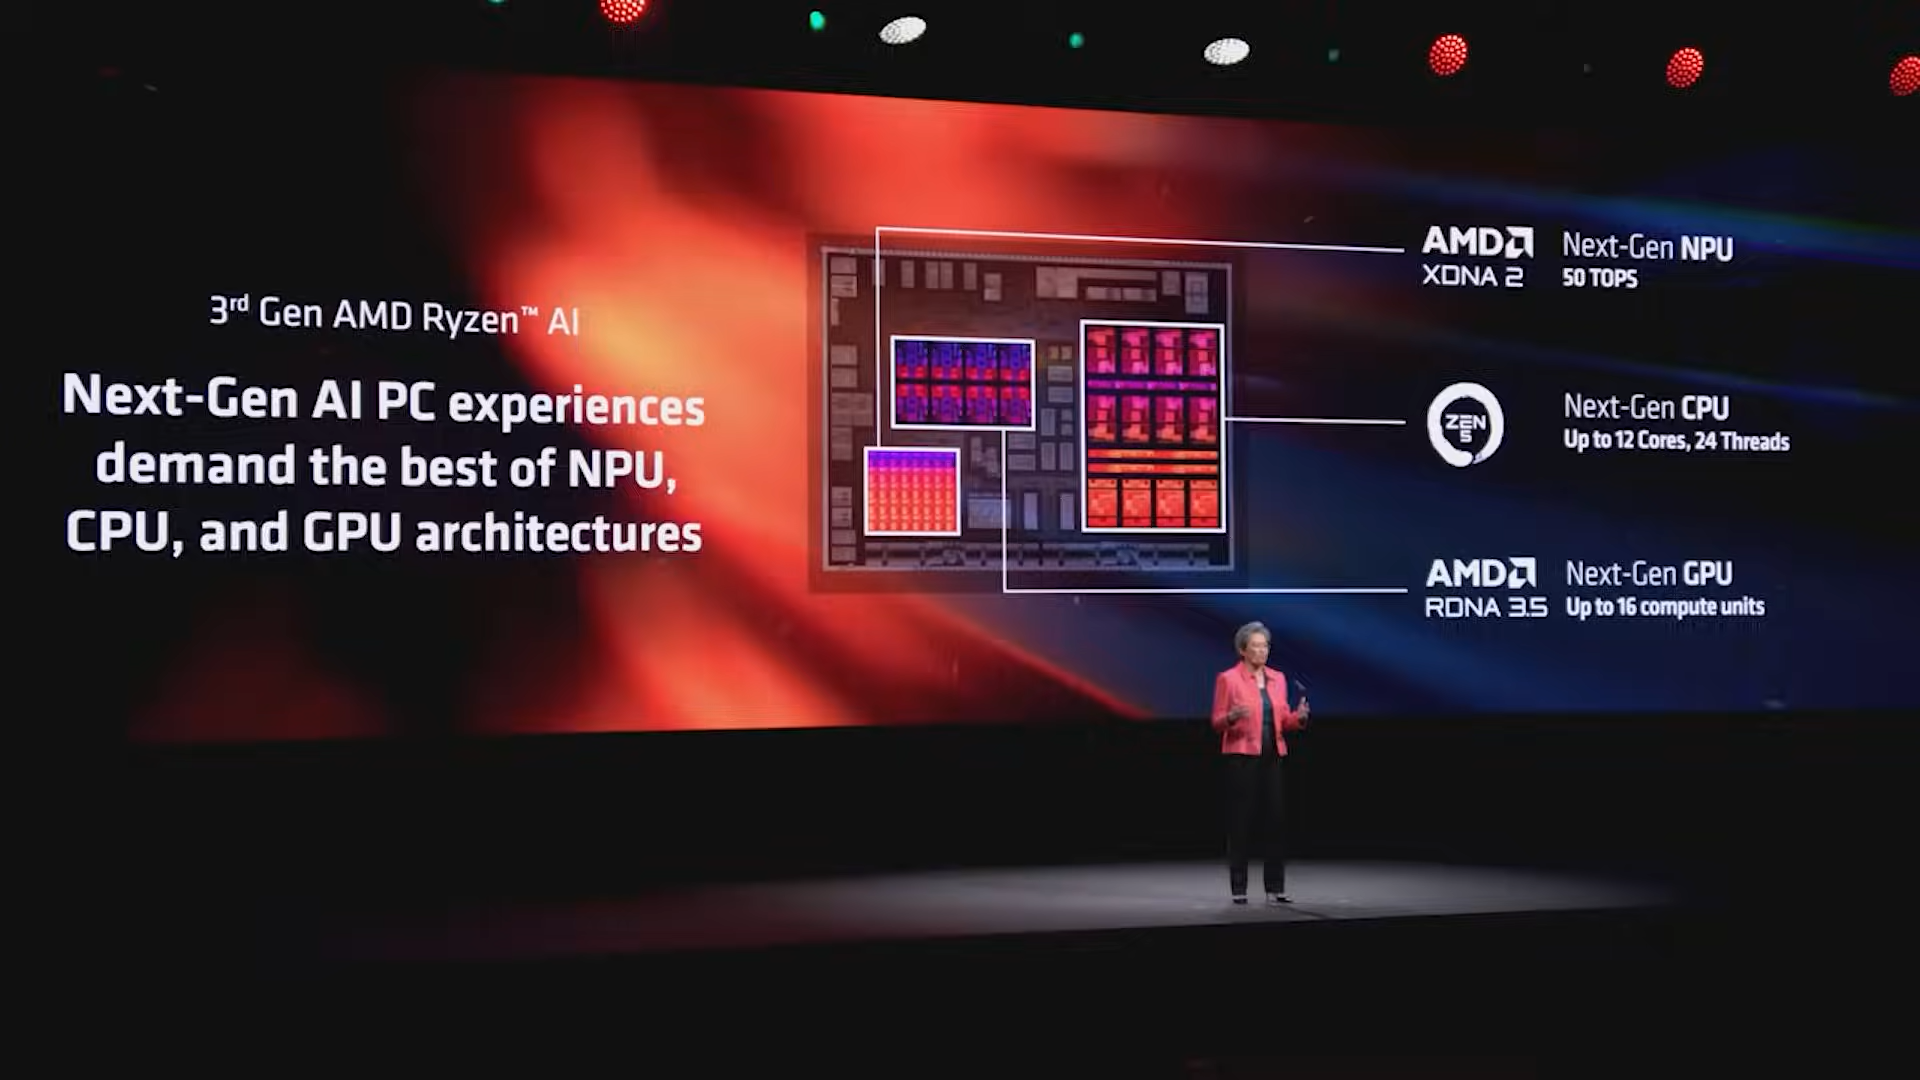 3rd Gen AMD Ryzen™ AI
Next-Gen AI PC experiences
demand the best of NPU,
CPU, and GPU architectures
AMD
XDNA 2
Next-Gen NPU
50 TOPS
ZEN
5
Next-Gen CPU
Up to 12 Cores, 24 Threads
AMD
RDNA 3.5
Next-Gen GPU
Up to 16 compute units